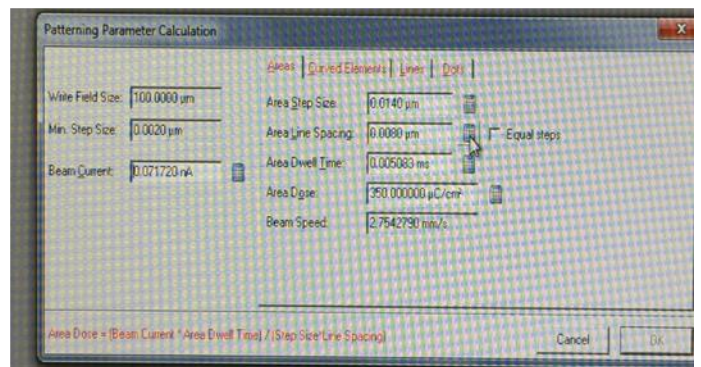 Patterning Parameter Calculation
Areas Curved Elements Lines Dots
Write Field Size: 100.0000 µm
Min. Step Size: 0.0020 µm
Beam Current: 0.071720 nA
Area Step Size: 0.0140 µm
Area Line Spacing: 0.0080 µm Equal steps
Area Dwell Time: 0.005083 ms
Area Dose: 350.000000 µC/cm²
Beam Speed: 2.7542790 mm/s
Area Dose = (Beam Current * Area Dwell Time) / (Step Size*Line Spacing)
Cancel OK